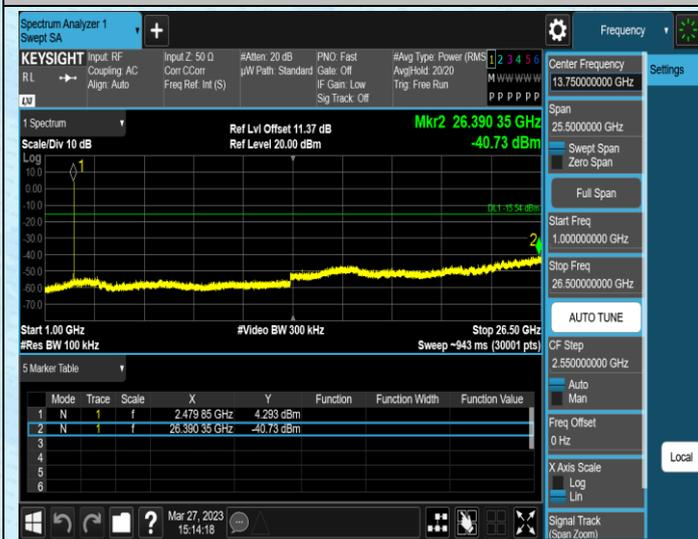 Spectrum Analyzer 1
Swept SA
+
Frequency
KEYSIGHT
RL
LXI
Input: RF
Coupling: AC
Align: Auto
Input Z: 50 Ω
Corr CCorr
Freq Ref: Int (S)
#Atten: 20 dB
µW Path: Standard
PNO: Fast
Gate: Off
IF Gain: Low
Sig Track: Off
#Avg Type: Power (RMS
Avg|Hold: 20/20
Trig: Free Run
1 2 3 4 5 6
M W W W W W
P P P P P P
Center Frequency
13.750000000 GHz
Settings
Span
25.5000000 GHz
Swept Span
Zero Span
Full Span
Start Freq
1.000000000 GHz
Stop Freq
26.500000000 GHz
AUTO TUNE
CF Step
2.550000000 GHz
Auto
Man
Freq Offset
0 Hz
X Axis Scale
Log
Lin
Signal Track
(Span Zoom)
Local
1 Spectrum
Scale/Div 10 dB
Ref Lvl Offset 11.37 dB
Ref Level 20.00 dBm
Mkr2 26.390 35 GHz
-40.73 dBm
Log
10.0
0.00
-10.0
-20.0
-30.0
-40.0
-50.0
-60.0
-70.0
1
DL1 -15.54 dBm
2
Start 1.00 GHz
#Res BW 100 kHz
#Video BW 300 kHz
Stop 26.50 GHz
Sweep ~943 ms (30001 pts)
5 Marker Table
Mode Trace Scale X Y Function Function Width Function Value
1 N 1 f 2.479 85 GHz 4.293 dBm
2 N 1 f 26.390 35 GHz -40.73 dBm
3
4
5
6
?
Mar 27, 2023
15:14:18